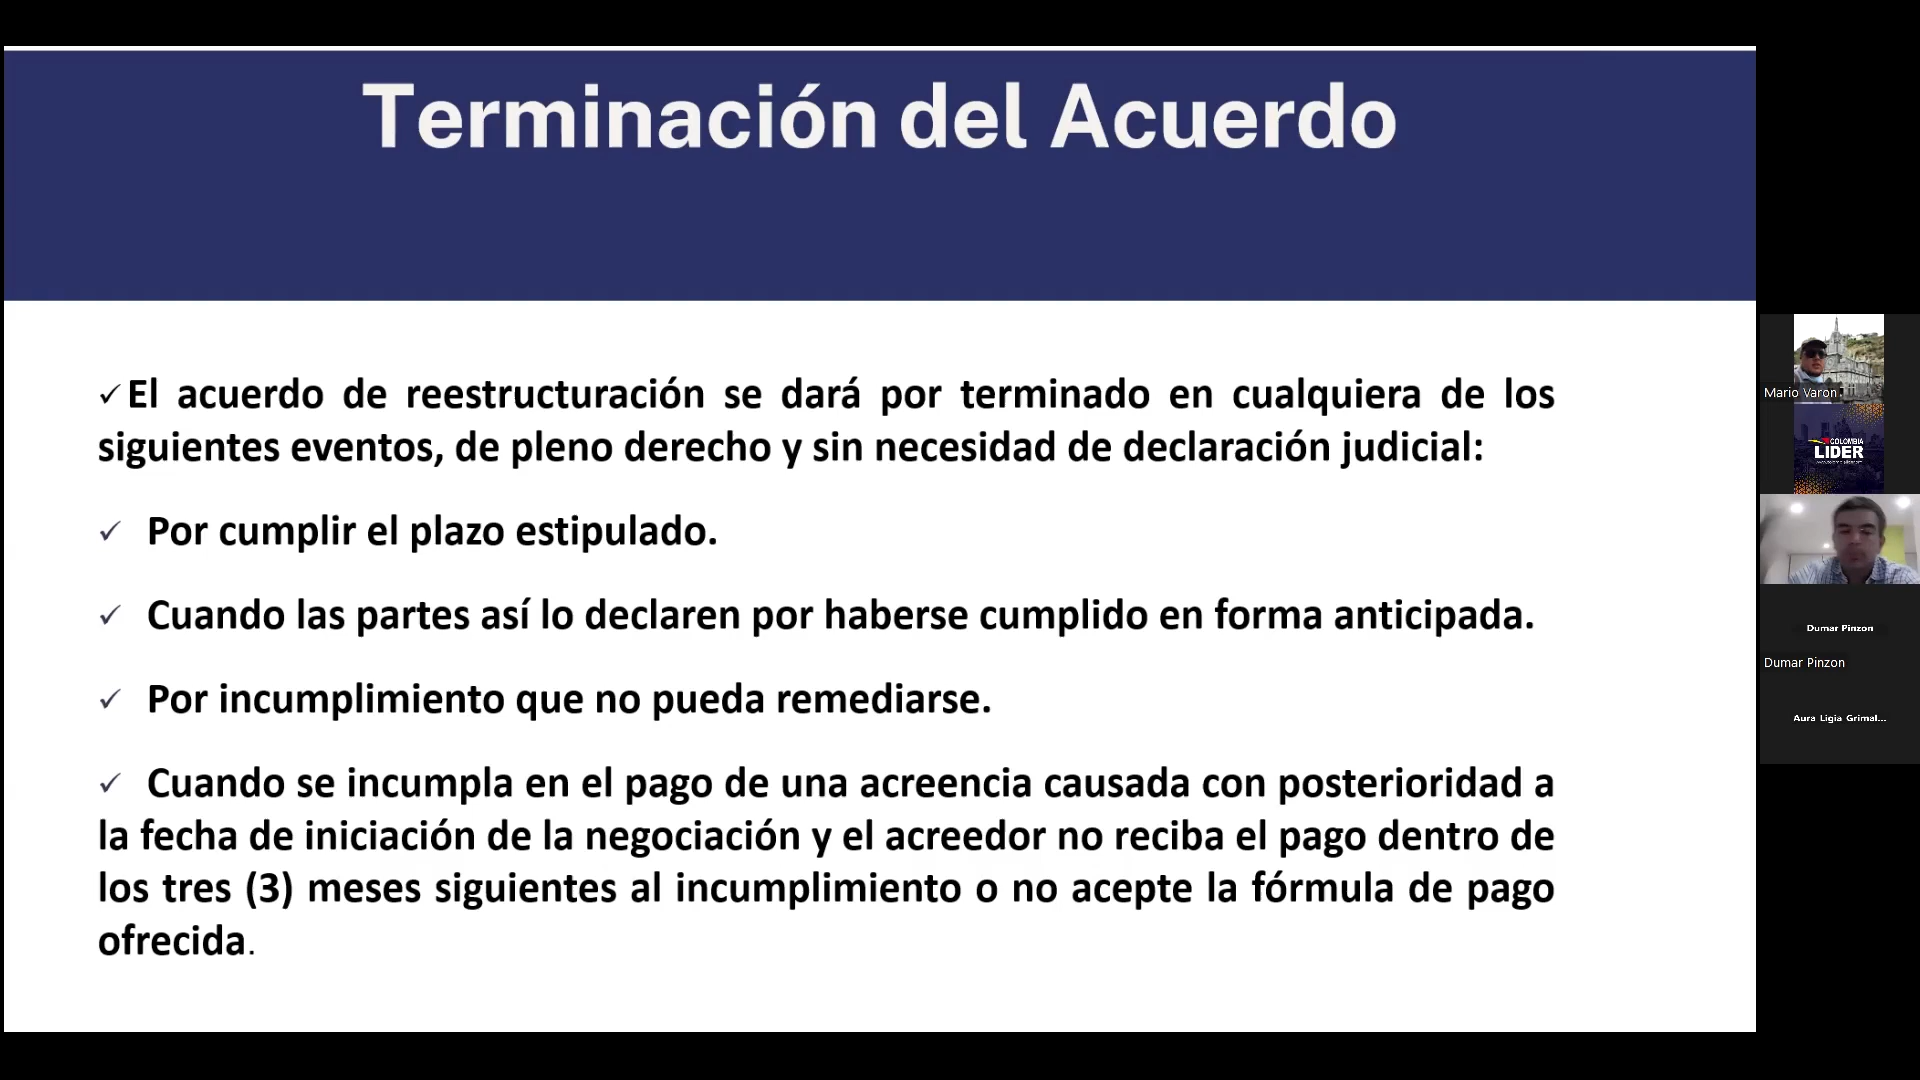 Terminación del Acuerdo
✓El acuerdo de reestructuración se dará por terminado en cualquiera de los
siguientes eventos, de pleno derecho y sin necesidad de declaración judicial:
✓ Por cumplir el plazo estipulado.
✓ Cuando las partes así lo declaren por haberse cumplido en forma anticipada.
✓ Por incumplimiento que no pueda remediarse.
✓ Cuando se incumpla en el pago de una acreencia causada con posterioridad a
la fecha de iniciación de la negociación y el acreedor no reciba el pago dentro de
los tres (3) meses siguientes al incumplimiento o no acepte la fórmula de pago
ofrecida.
Mario Varon
COLOMBIA
LIDER
Dumar Pinzon
Dumar Pinzon
Aura Ligia Grimal...